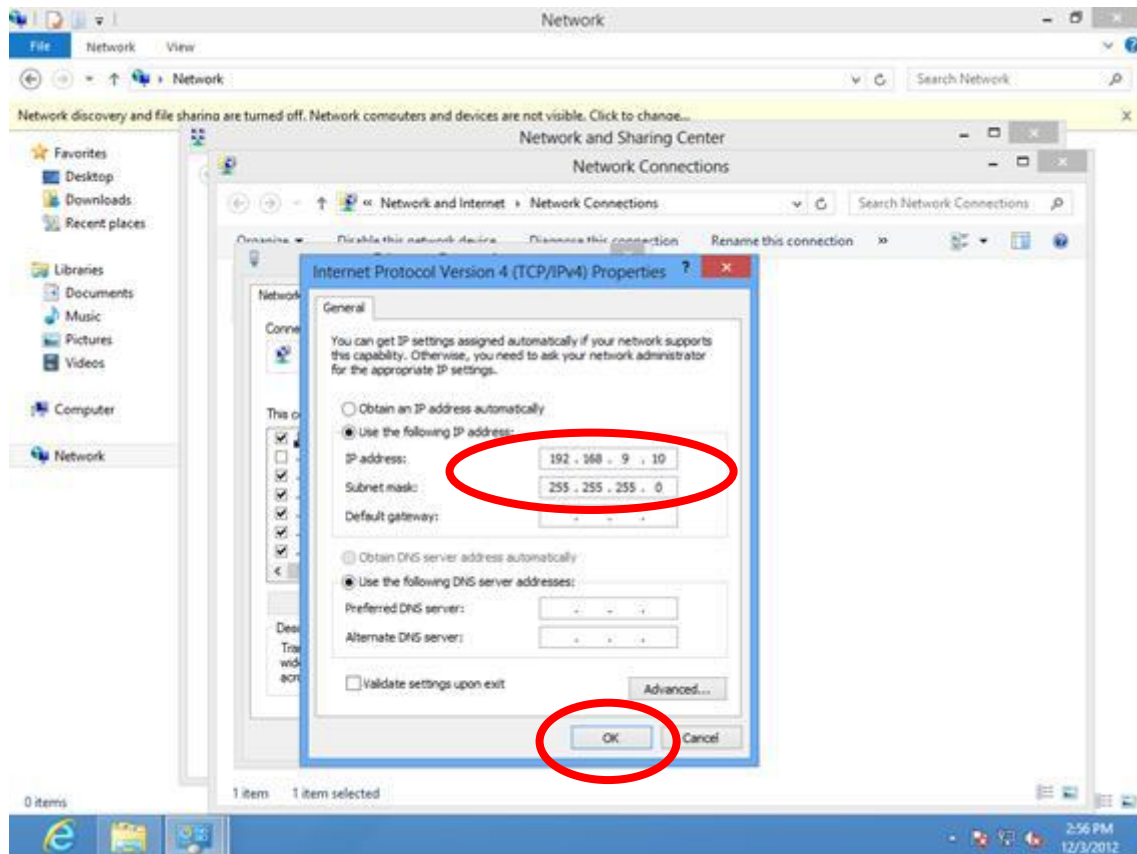 Network
File Network View
Network
Search Network
Network discovery and file sharing are turned off. Network computers and devices are not visible. Click to change...
Favorites
Desktop
Downloads
Recent places
Libraries
Documents
Music
Pictures
Videos
Computer
Network
Network and Sharing Center
Network Connections
« Network and Internet Network Connections
Search Network Connections
Organize Disable this network device Diagnose this connection Rename this connection »
Internet Protocol Version 4 (TCP/IPv4) Properties ?
General
You can get IP settings assigned automatically if your network supports
this capability. Otherwise, you need to ask your network administrator
for the appropriate IP settings.
Obtain an IP address automatically
Use the following IP address:
IP address: 192 . 168 . 9 . 10
Subnet mask: 255 . 255 . 255 . 0
Default gateway: . . .
Obtain DNS server address automatically
Use the following DNS server addresses:
Preferred DNS server: . . .
Alternate DNS server: . . .
Validate settings upon exit
Advanced...
OK Cancel
1 item 1 item selected
0 items
2:56 PM
12/3/2012